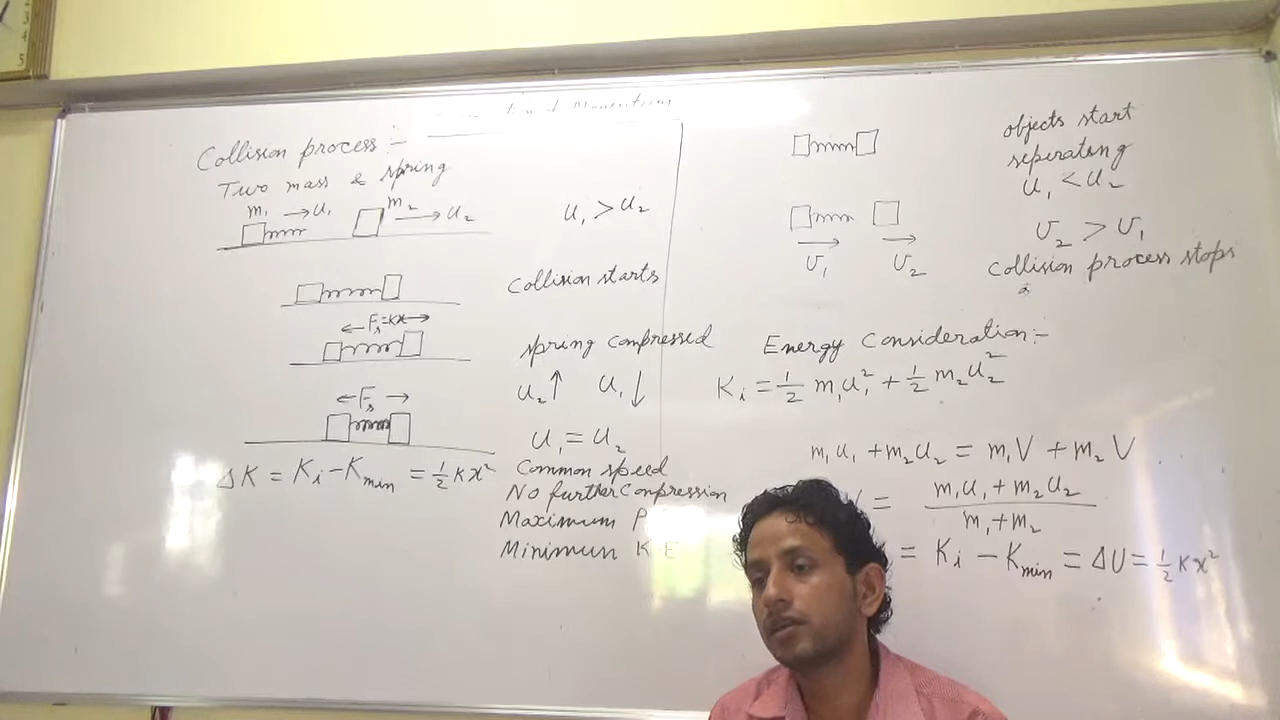 Collision process :-
Two mass & spring
m₁ → u₁ m₂ → u₂
u₁ > u₂
Collision starts
Fₛ = kx
spring compressed
u₂ ↑ u₁ ↓
Fₛ
u₁ = u₂
ΔK = Kᵢ - Kmin = ½ kx²
Common speed
No further Conpression
Maximum P
Minimum K E
objects start
seperating
u₁ < u₂
v₂ > v₁
v₁ v₂
Collision process stops
Energy Consideration :-
Kᵢ = ½ m₁u₁² + ½ m₂u₂²
m₁u₁ + m₂u₂ = m₁V + m₂V
V = (m₁u₁ + m₂u₂) / (m₁ + m₂)
= Kᵢ - Kmin = ΔU = ½ kx²